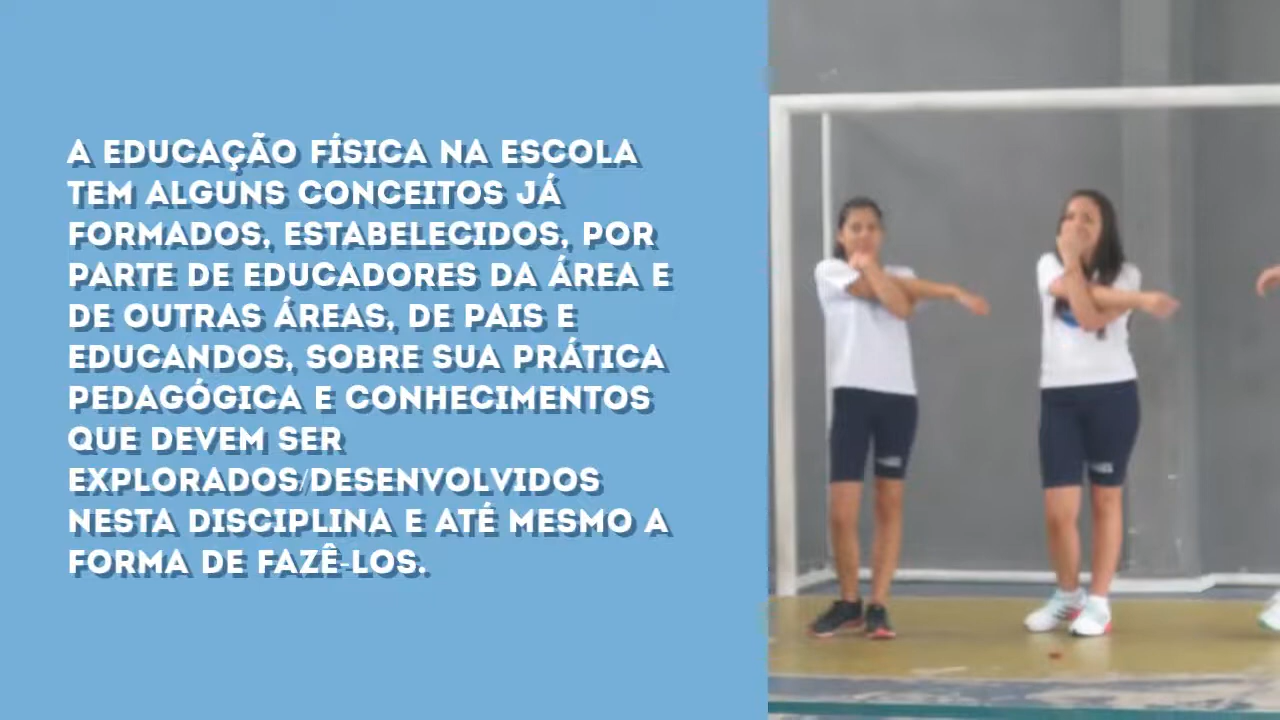 A EDUCAÇÃO FÍSICA NA ESCOLA
TEM ALGUNS CONCEITOS JÁ
FORMADOS, ESTABELECIDOS, POR
PARTE DE EDUCADORES DA ÁREA E
DE OUTRAS ÁREAS, DE PAIS E
EDUCANDOS, SOBRE SUA PRÁTICA
PEDAGÓGICA E CONHECIMENTOS
QUE DEVEM SER
EXPLORADOS/DESENVOLVIDOS
NESTA DISCIPLINA E ATÉ MESMO A
FORMA DE FAZÊ-LOS.